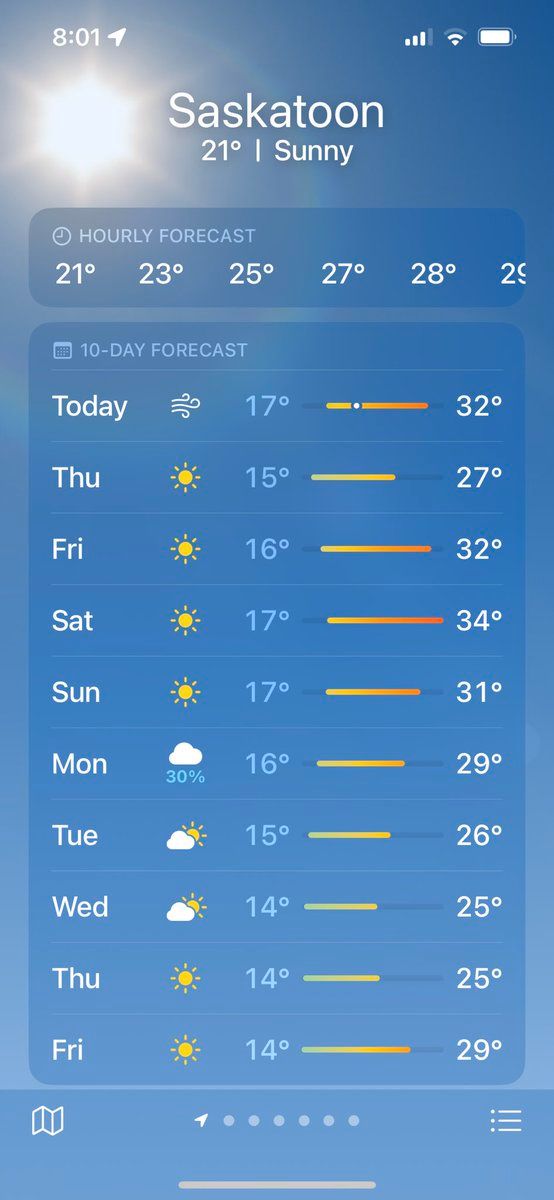 8:01
Saskatoon
21° | Sunny
HOURLY FORECAST
21° 23° 25° 27° 28° 29
10-DAY FORECAST
Today 17° 32°
Thu 15° 27°
Fri 16° 32°
Sat 17° 34°
Sun 17° 31°
Mon 30% 16° 29°
Tue 15° 26°
Wed 14° 25°
Thu 14° 25°
Fri 14° 29°